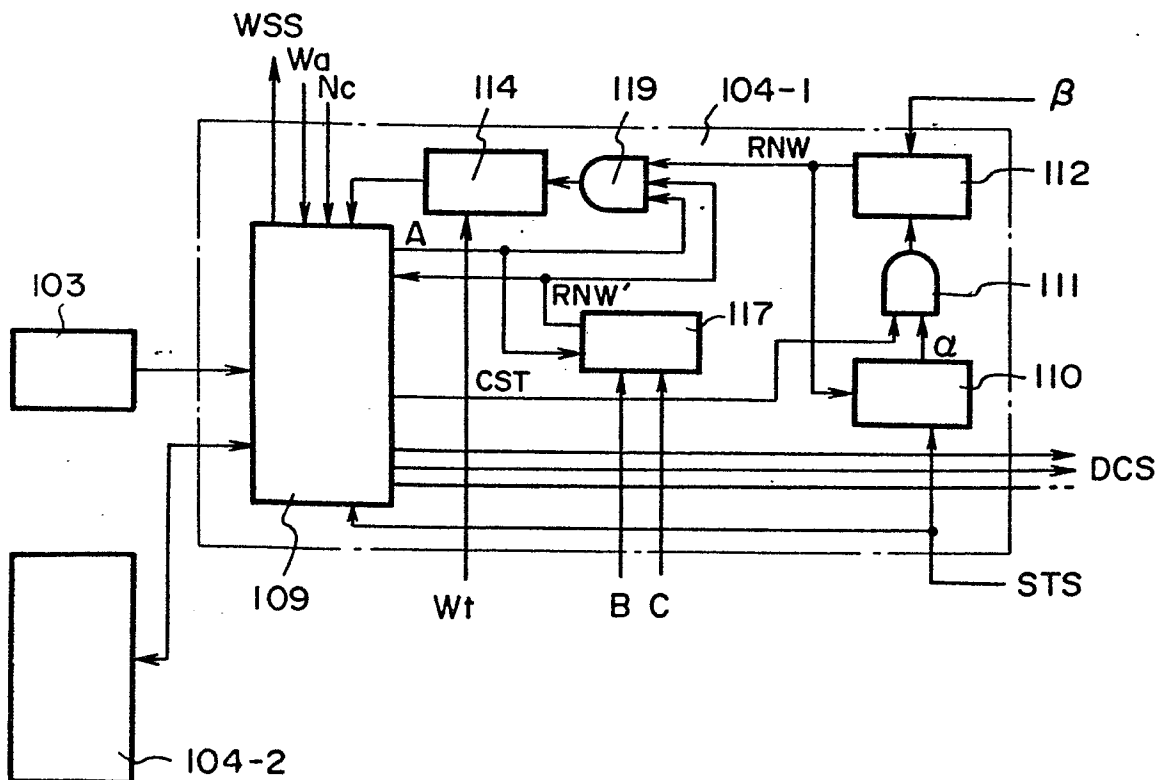 WSS
Wa
Nc
114
119
104-1
β
RNW
112
A
103
RNW′
117
111
α
CST
110
DCS
109
Wt
B
C
STS
104-2